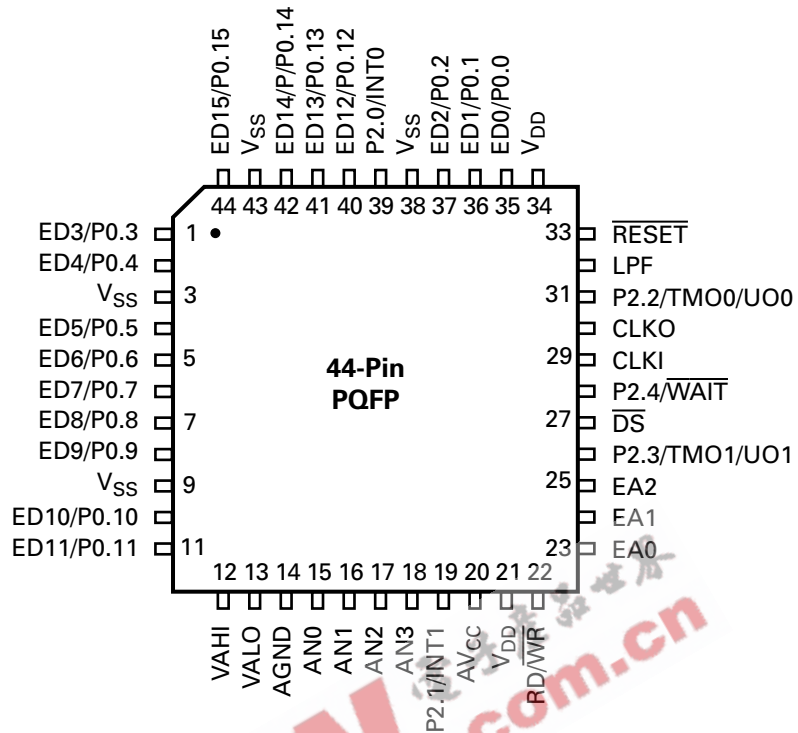 ED15/P0.15
VSS
ED14/P/P0.14
ED13/P0.13
ED12/P0.12
P2.0/INT0
VSS
ED2/P0.2
ED1/P0.1
ED0/P0.0
VDD
44 43 42 41 40 39 38 37 36 35 34
ED3/P0.3 1
ED4/P0.4
VSS 3
ED5/P0.5
ED6/P0.6 5
ED7/P0.7
ED8/P0.8 7
ED9/P0.9
VSS 9
ED10/P0.10
ED11/P0.11 11
44-Pin
PQFP
33 RESET
LPF
31 P2.2/TMO0/UO0
CLKO
29 CLKI
P2.4/WAIT
27 DS
P2.3/TMO1/UO1
25 EA2
EA1
23 EA0
12 13 14 15 16 17 18 19 20 21 22
VAHI
VALO
AGND
AN0
AN1
AN2
AN3
P2.1/INT1
AVCC
VDD
RD/WR
com.cn